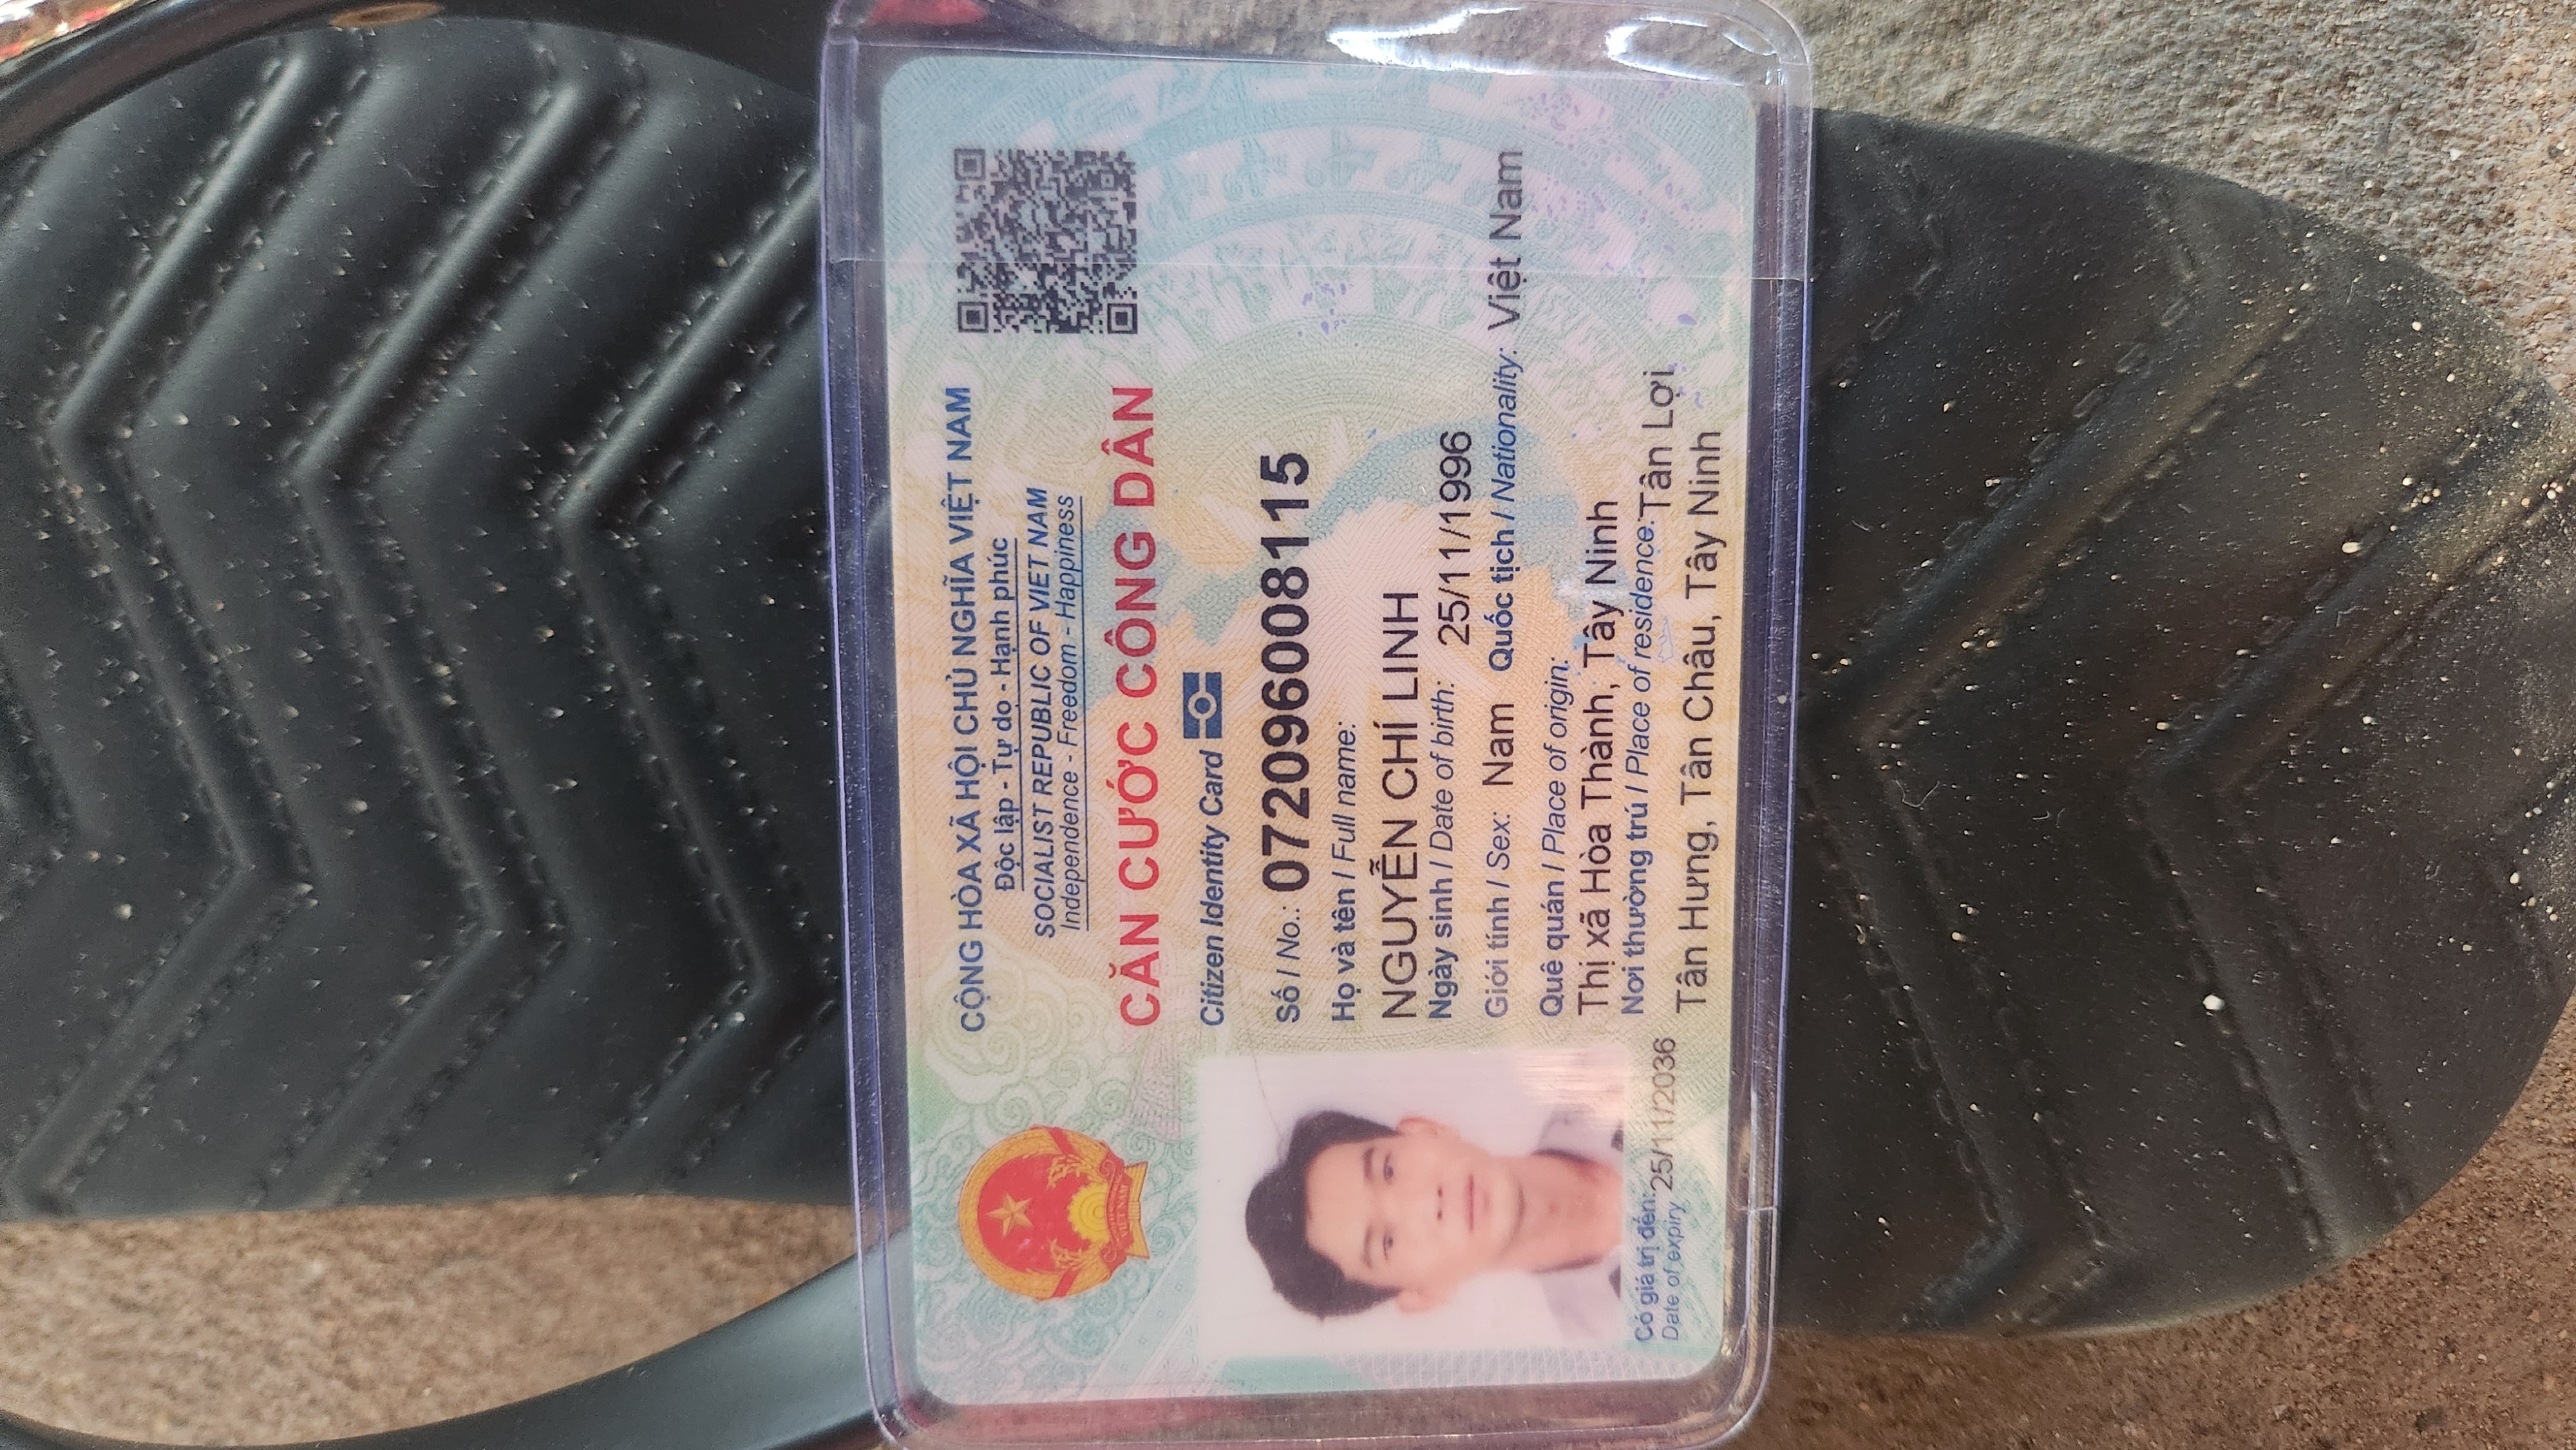 CỘNG HÒA XÃ HỘI CHỦ NGHĨA VIỆT NAM
Độc lập - Tự do - Hạnh phúc
SOCIALIST REPUBLIC OF VIET NAM
Independence - Freedom - Happiness
CĂN CƯỚC CÔNG DÂN
Citizen Identity Card
Số / No.: 072096008115
Họ và tên / Full name:
NGUYỄN CHÍ LINH
Ngày sinh / Date of birth: 25/11/1996
Giới tính / Sex: Nam Quốc tịch / Nationality: Việt Nam
Quê quán / Place of origin:
Thị xã Hòa Thành, Tây Ninh
Nơi thường trú / Place of residence: Tân Lợi
Tân Hưng, Tân Châu, Tây Ninh
Có giá trị đến: 25/11/2036
Date of expiry